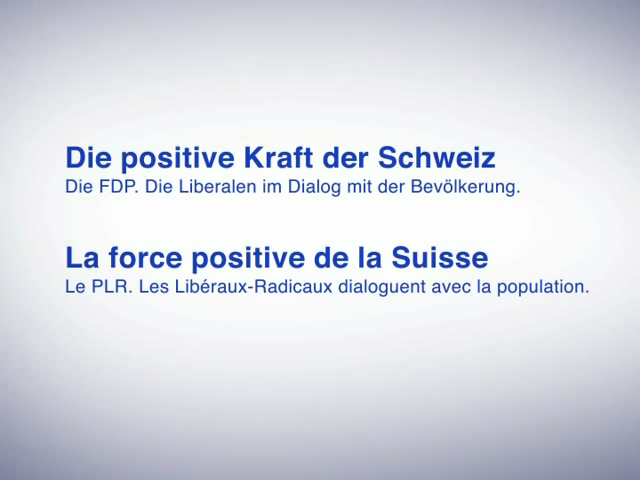 Die positive Kraft der Schweiz
Die FDP. Die Liberalen im Dialog mit der Bevölkerung.
La force positive de la Suisse
Le PLR. Les Libéraux-Radicaux dialoguent avec la population.